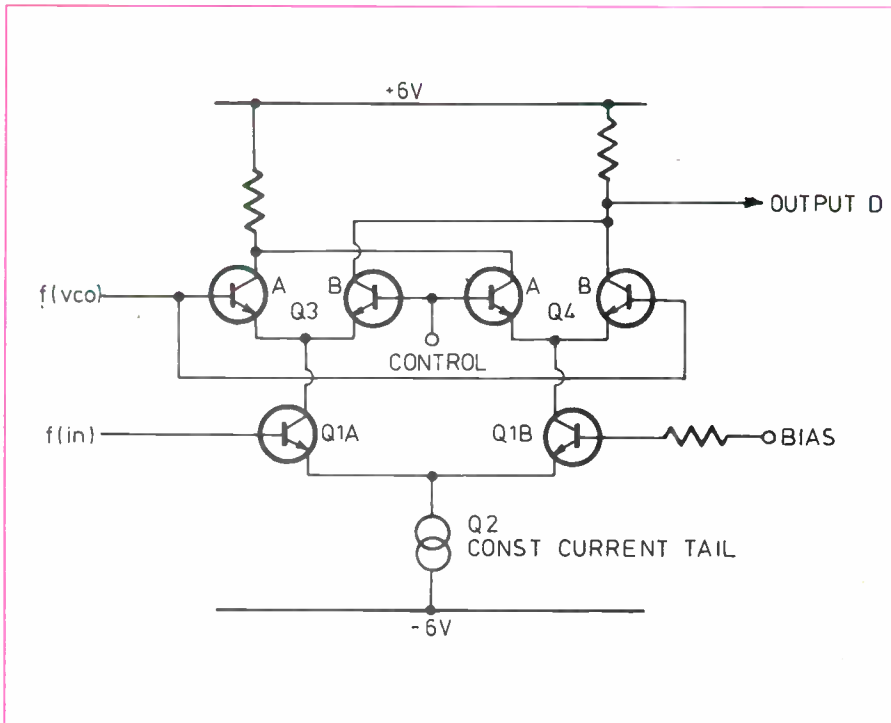 +6V
OUTPUT D
f(vco)
A
B
A
B
Q3
Q4
CONTROL
f(in)
Q1A
Q1B
BIAS
Q2
CONST CURRENT TAIL
-6V